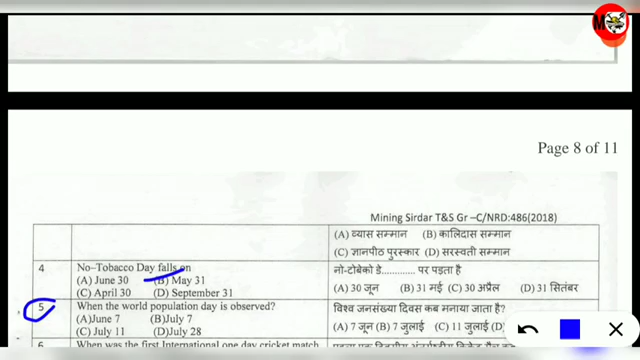 M
Page 8 of 11
Mining Sirdar T&S Gr –C/NRD:486(2018)
(A) व्यास सम्मान (B) कालिदास सम्मान
(C) ज्ञानपीठ पुरस्कार (D) सरस्वती सम्मान
4 No–Tobacco Day falls on
(A) June 30 (B) May 31
(C) April 30 (D) September 31
नो-टोबेको डे............ पर पड़ता है
(A) 30 जून (B) 31 मई (C) 30 अप्रैल (D) 31 सितंबर
5 When the world population day is observed?
(A)June 7 (B)July 7
(C) July 11 (D)July 28
विश्व जनसंख्या दिवस कब मनाया जाता है?
(A) 7 जून (B) 7 जुलाई (C) 11 जुलाई (D)
6 When was the first International one day cricket match